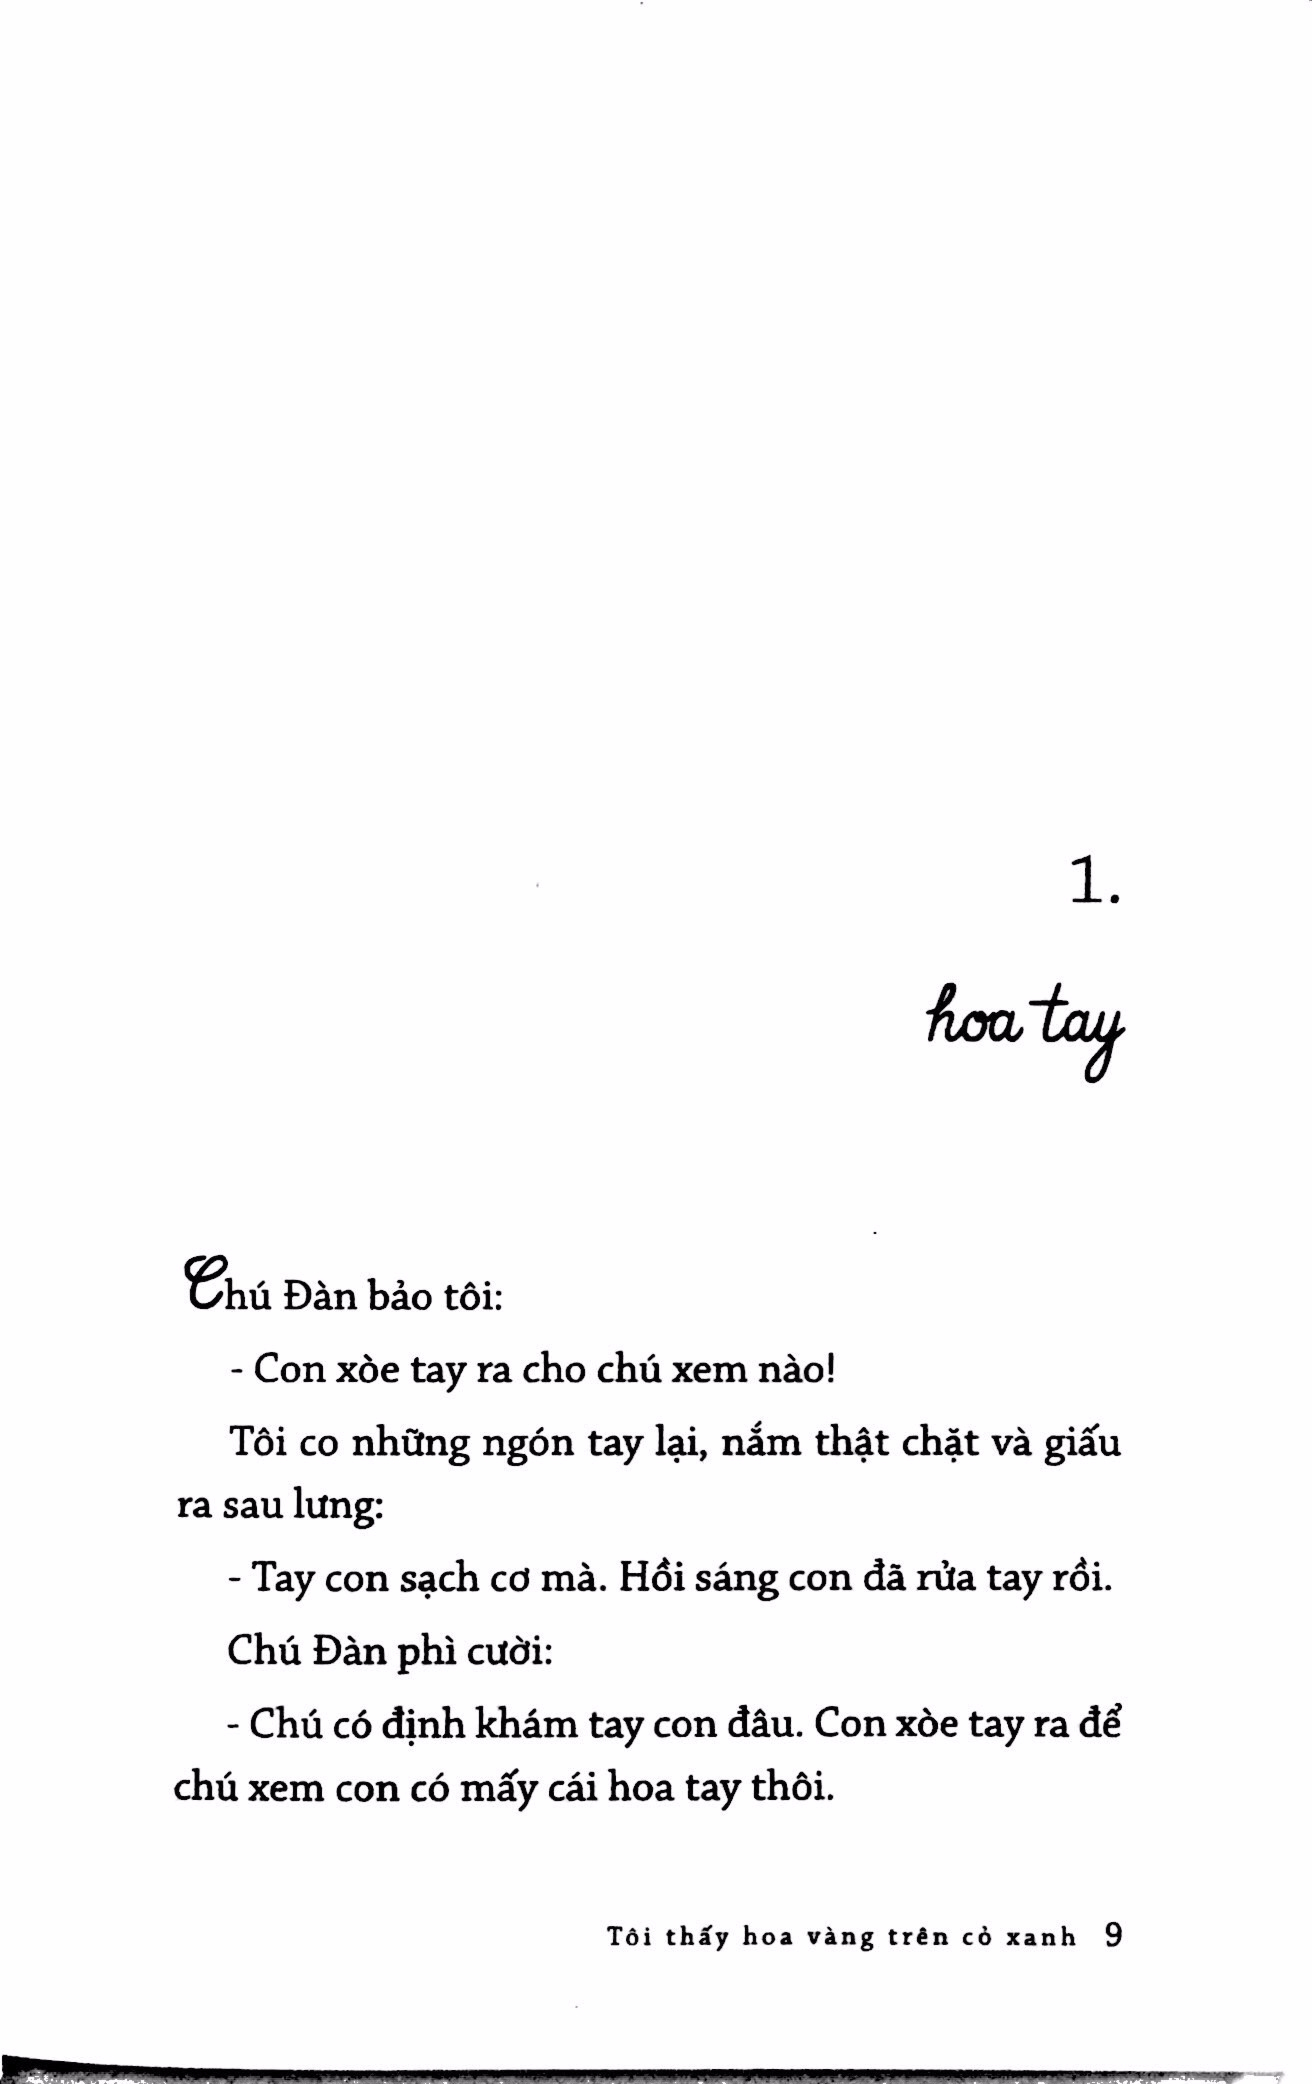 1.
hoa tay
Chú Đàn bảo tôi:
- Con xòe tay ra cho chú xem nào!
Tôi co những ngón tay lại, nắm thật chặt và giấu
ra sau lưng:
- Tay con sạch cơ mà. Hồi sáng con đã rửa tay rồi.
Chú Đàn phì cười:
- Chú có định khám tay con đâu. Con xòe tay ra để
chú xem con có mấy cái hoa tay thôi.
Tôi thấy hoa vàng trên cỏ xanh 9